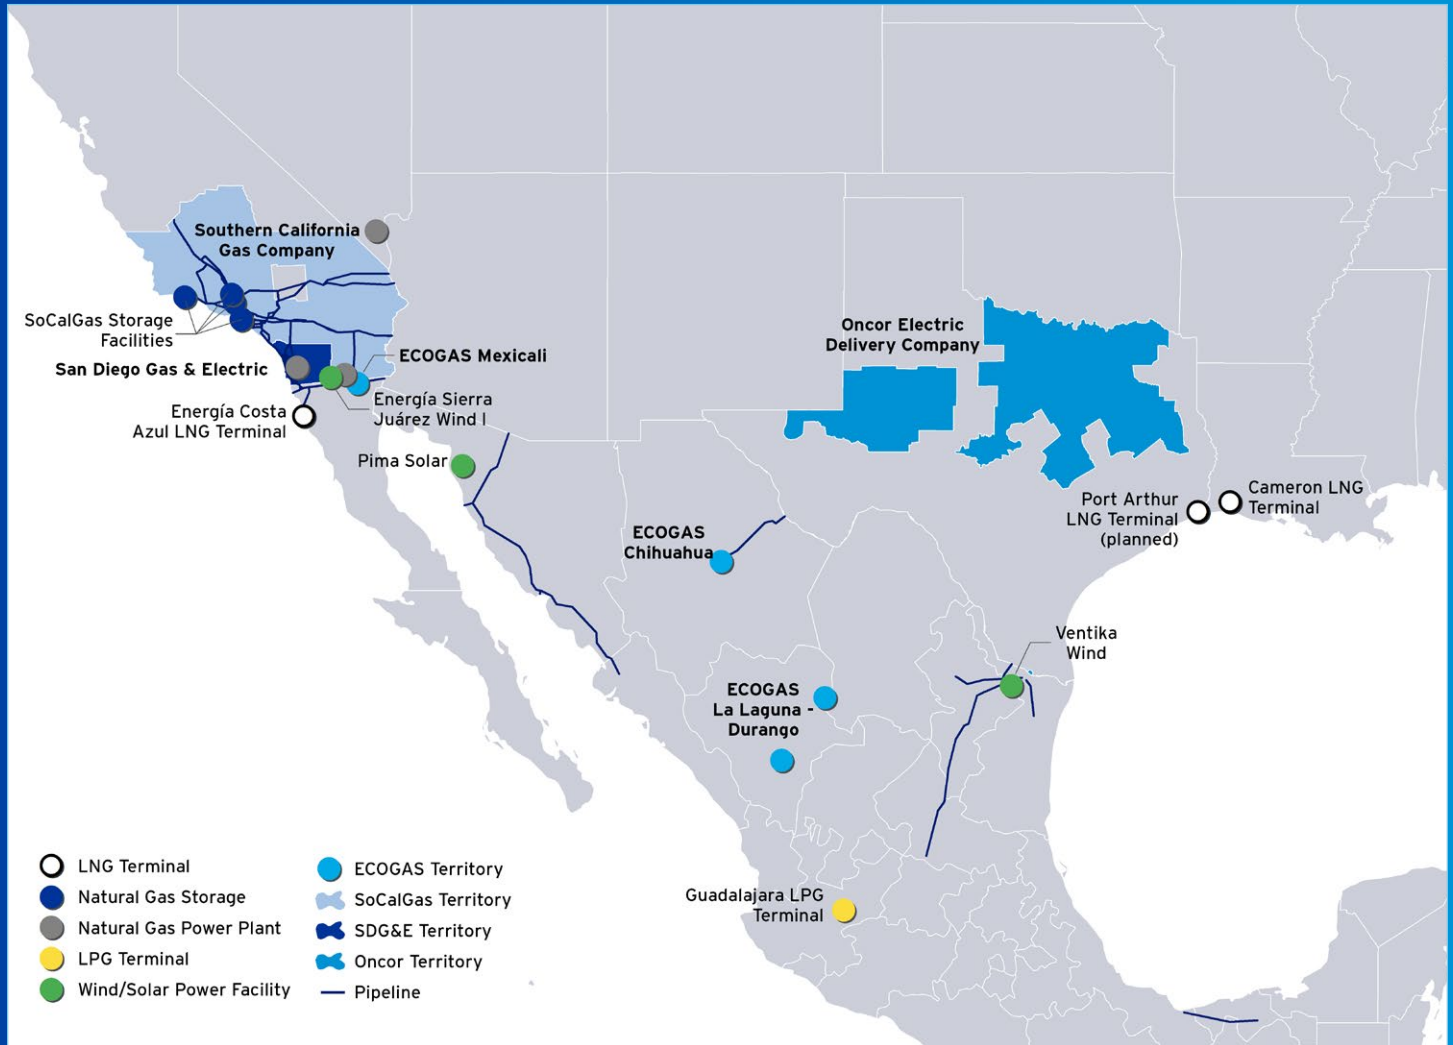 Southern California
Gas Company
SoCalGas Storage
Facilities
San Diego Gas & Electric
ECOGAS Mexicali
Energía Sierra
Juárez Wind I
Energía Costa
Azul LNG Terminal
Pima Solar
Oncor Electric
Delivery Company
Port Arthur
LNG Terminal
(planned)
Cameron LNG
Terminal
ECOGAS
Chihuahua
Ventika
Wind
ECOGAS
La Laguna -
Durango
Guadalajara LPG
Terminal
LNG Terminal
Natural Gas Storage
Natural Gas Power Plant
LPG Terminal
Wind/Solar Power Facility
ECOGAS Territory
SoCalGas Territory
SDG&E Territory
Oncor Territory
Pipeline